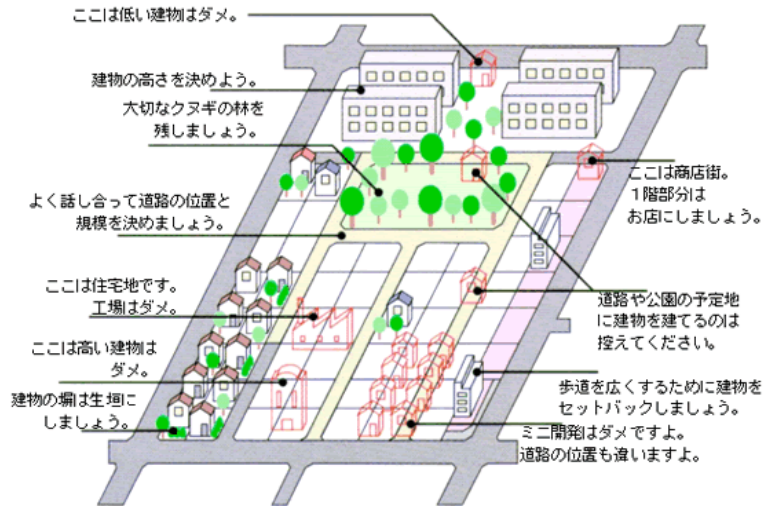 ここは低い建物はダメ。
建物の高さを決めよう。
大切なクヌギの林を
残しましょう。
よく話し合って道路の位置と
規模を決めましょう。
ここは住宅地です。
工場はダメ。
ここは高い建物は
ダメ。
建物の塀は生垣に
しましょう。
ここは商店街。
１階部分は
お店にしましょう。
道路や公園の予定地
に建物を建てるのは
控えてください。
歩道を広くするために建物を
セットバックしましょう。
ミニ開発はダメですよ。
道路の位置も違いますよ。